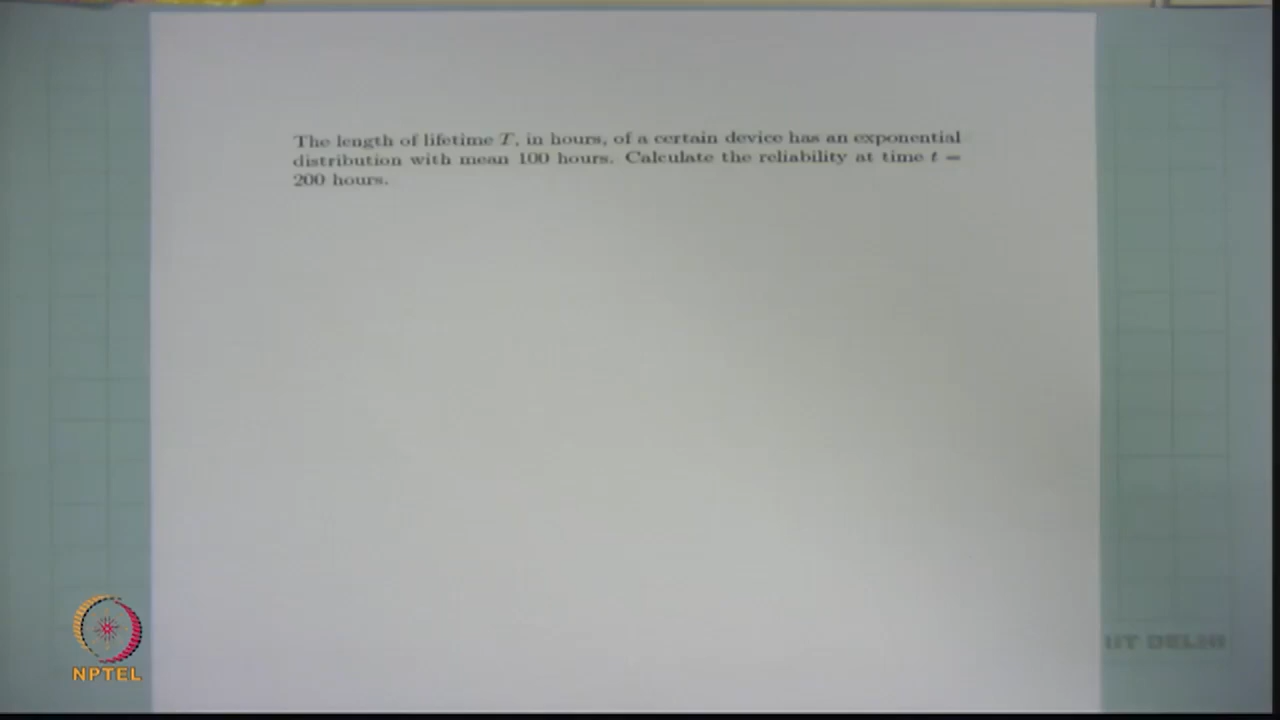 The length of lifetime T, in hours, of a certain device has an exponential
distribution with mean 100 hours. Calculate the reliability at time t =
200 hours.
NPTEL
IIT DELHI